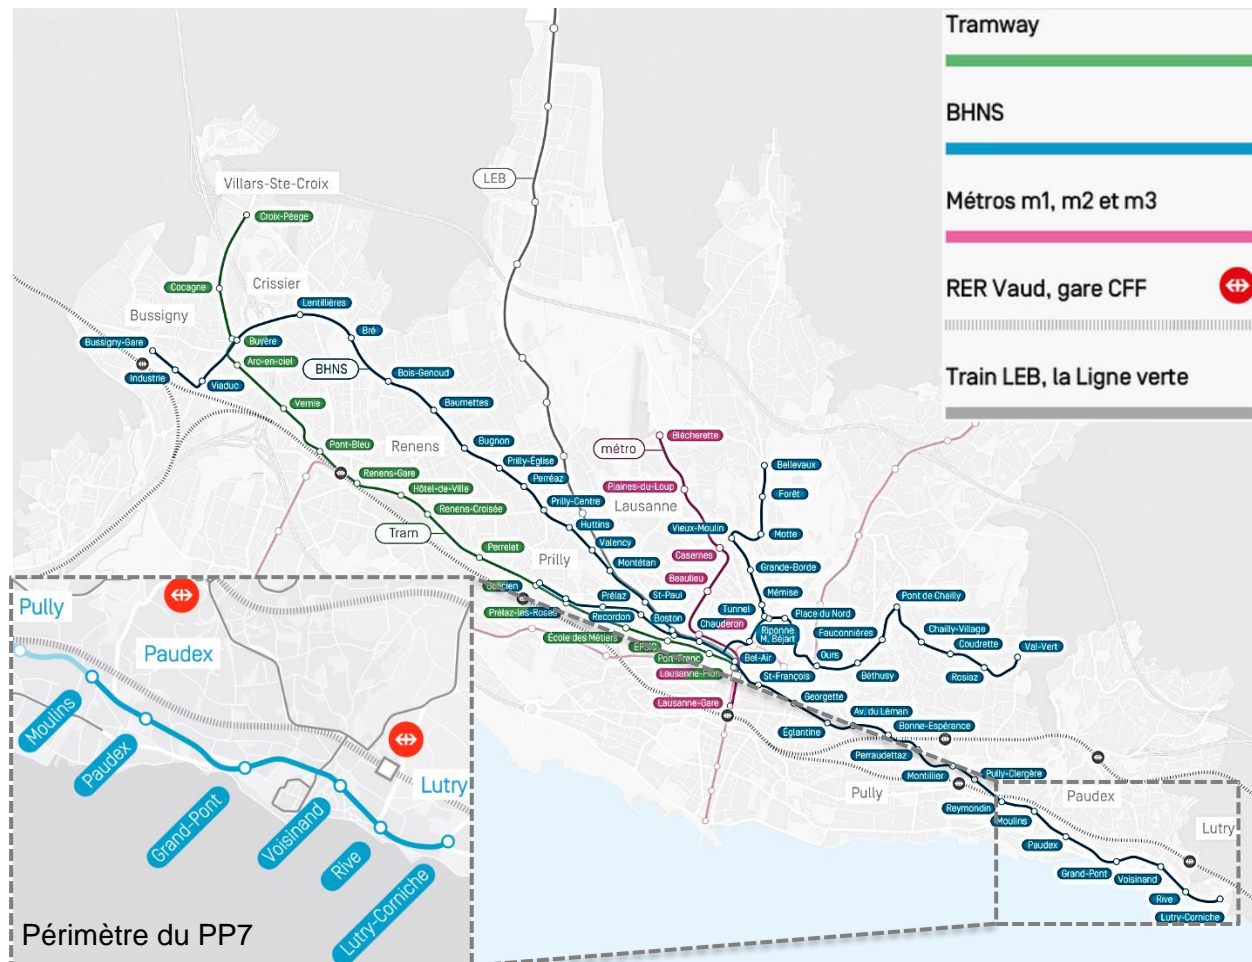 Tramway
BHNS
Métros m1, m2 et m3
RER Vaud, gare CFF
Train LEB, la Ligne verte
Villars-Ste-Croix
LEB
Croix-Péage
Cocagne
Crissier
Lentillières
Bussigny
Bussigny-Gare
Buyère
Bré
Industrie
Viaduc
Arc-en-ciel
BHNS
Bois-Genoud
Vernie
Baumettes
Renens
Pont-Bleu
Bugnon
métro
Blécherette
Renens-Gare
Prilly-Église
Perréaz
Bellevaux
Hôtel-de-Ville
Plaines-du-Loup
Forêt
Prilly-Centre
Lausanne
Renens-Croisée
Huttins
Vieux-Moulin
Motte
Tram
Valency
Casernes
Perrelet
Prilly
Montétan
Beaulieu
Grande-Borde
Galicien
Prélaz
St-Paul
Mémise
Prélaz-les-Roses
Recordon
Boston
Chauderon
Tunnel
Place du Nord
Pont de Chailly
École des Métiers
EPSIC
Riponne
M. Béjart
Fauconnières
Chailly-Village
Port-Franc
Bel-Air
Ours
Coudrette
Val-Vert
Lausanne-Flon
St-François
Béthusy
Rosiaz
Lausanne-Gare
Georgette
Av. du Léman
Églantine
Bonne-Espérance
Perraudettaz
Montillier
Pully-Clergère
Pully
Reymondin
Paudex
Moulins
Lutry
Paudex
Grand-Pont
Voisinand
Rive
Lutry-Corniche
Pully
Paudex
Moulins
Paudex
Grand-Pont
Voisinand
Rive
Lutry
Lutry-Corniche
Périmètre du PP7